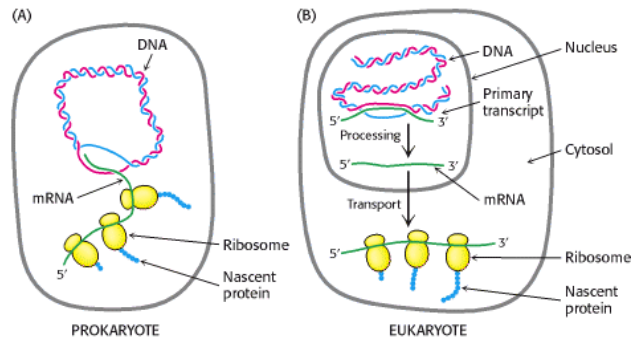 (A)
DNA
mRNA
Ribosome
5′
Nascent
protein
PROKARYOTE
(B)
DNA
Nucleus
Primary
transcript
5′
3′
Processing
Cytosol
5′
3′
mRNA
Transport
5′
3′
Ribosome
Nascent
protein
EUKARYOTE